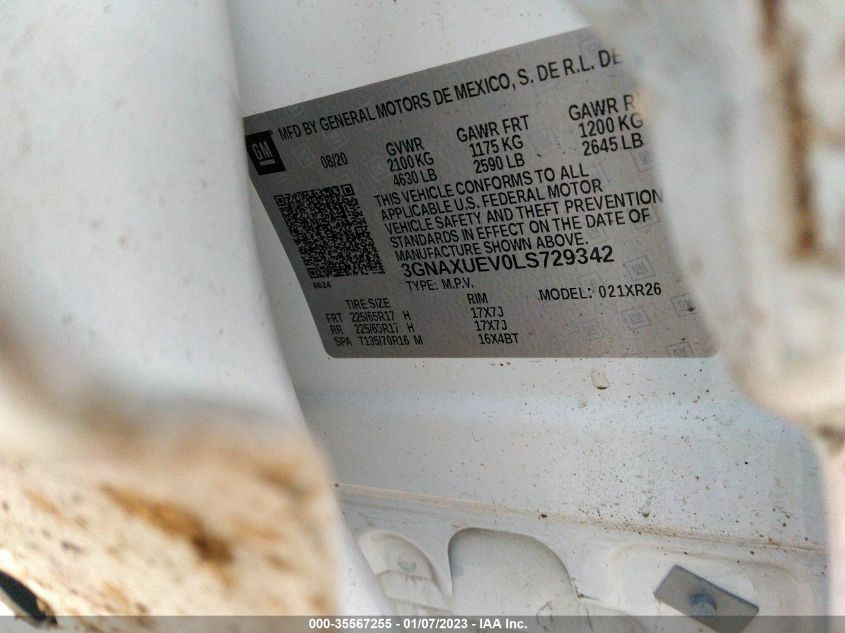 MFD BY GENERAL MOTORS DE MEXICO, S. DE R.L. DE
GM
08/20
GVWR
2100 KG
4630 LB
GAWR FRT
1175 KG
2590 LB
GAWR
1200 KG
2645 LB
THIS VEHICLE CONFORMS TO ALL
APPLICABLE U.S. FEDERAL MOTOR
VEHICLE SAFETY AND THEFT PREVENTION
STANDARDS IN EFFECT ON THE DATE OF
MANUFACTURE SHOWN ABOVE.
3GNAXUEV0LS729342
6624
TYPE: M.P.V.
MODEL: 021XR26
TIRE SIZE RIM
FRT 225/65R17 H 17X7J
RR 225/65R17 H 17X7J
SPA T135/70R16 M 16X4BT
000-35567255 - 01/07/2023 - IAA Inc.